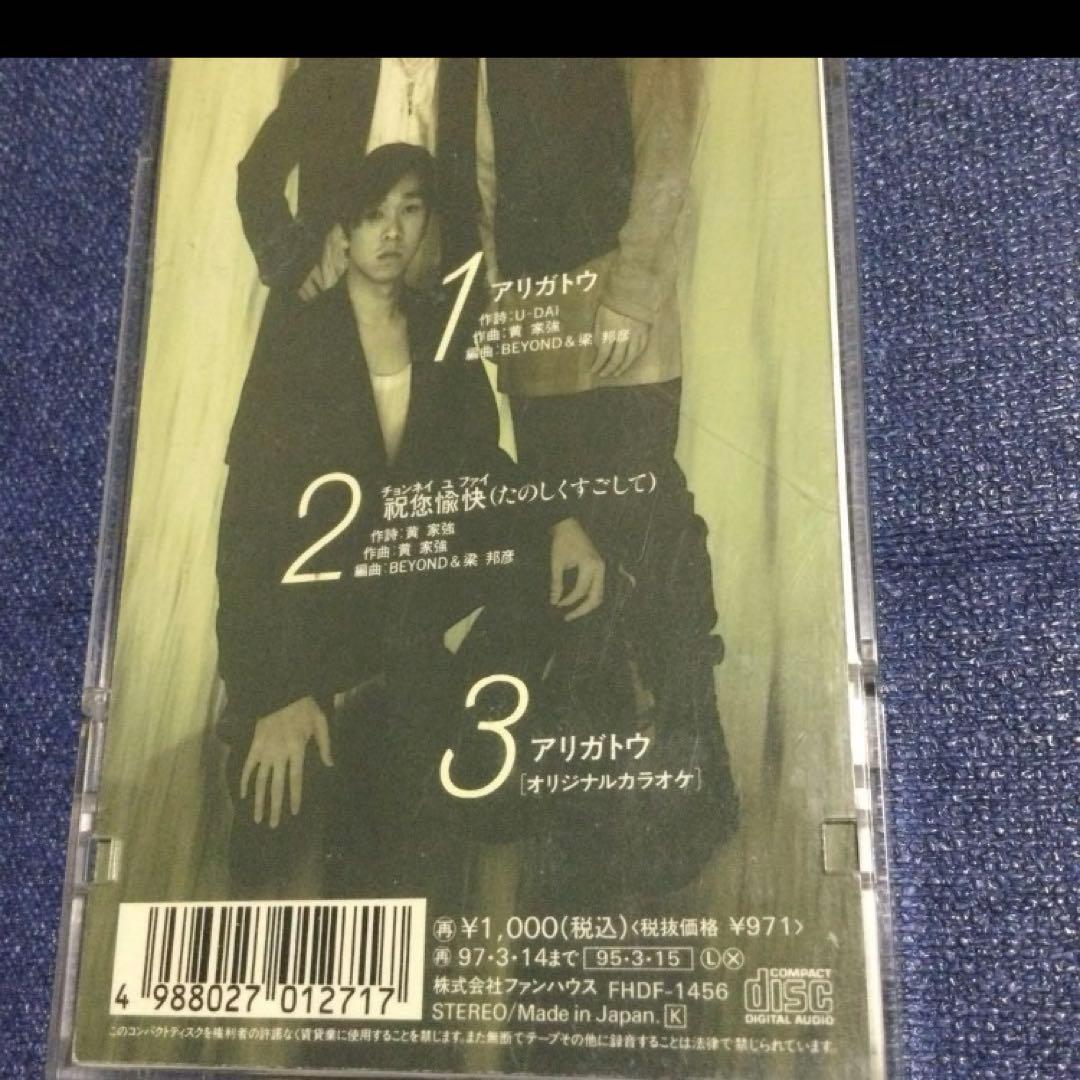 1 アリガトウ
作詩:U-DAI
作曲:黄 家強
編曲:BEYOND&梁 邦彦
チョンネイ ユ ファイ
2 祝您愉快(たのしくすごして)
作詩:黄 家強
作曲:黄 家強
編曲:BEYOND&梁 邦彦
3 アリガトウ
[オリジナルカラオケ]
再 ¥1,000(税込)〈税抜価格 ¥971〉
再 97・3・14まで 95・3・15 Ⓛ Ⓧ
株式会社ファンハウス FHDF-1456
STEREO/Made in Japan. K
COMPACT
disc
DIGITAL AUDIO
4 988027 012717
このコンパクトディスクを権利者の許諾なく賃貸業に使用することを禁じます。また無断でテープその他に録音することは法律で禁じられています。